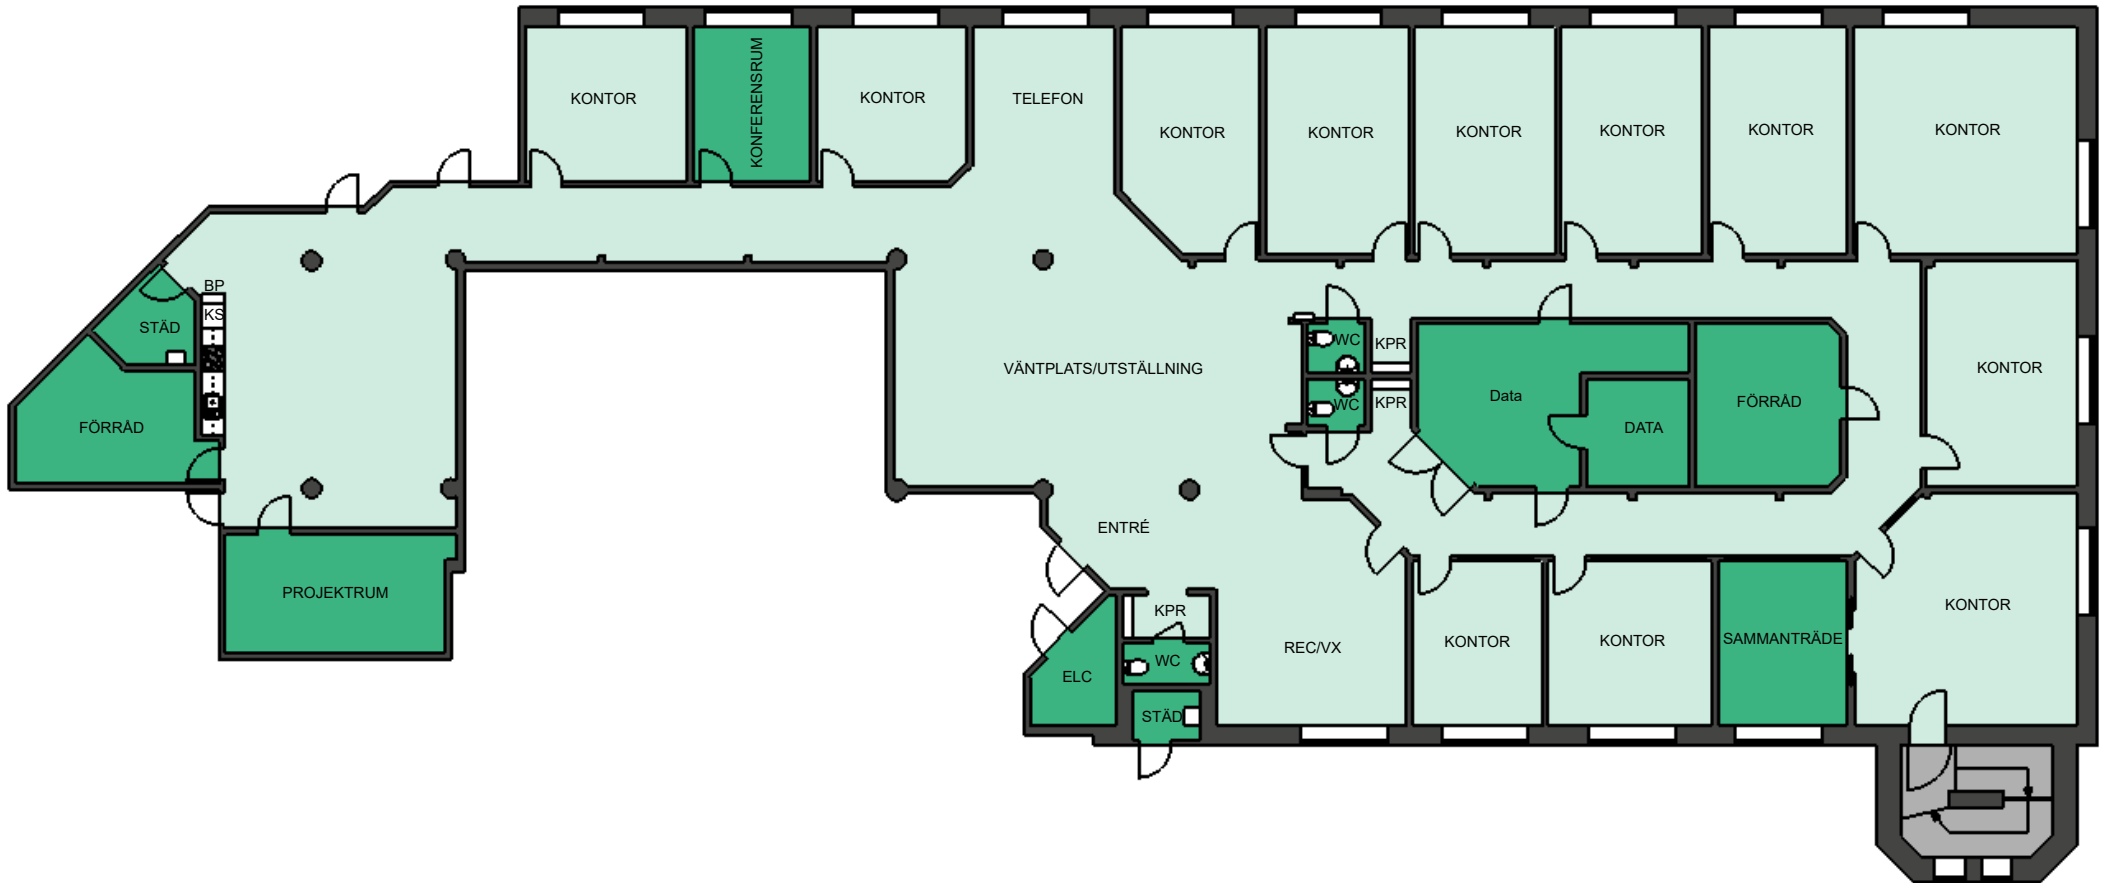 KONTOR
KONFERENSRUM
KONTOR
TELEFON
KONTOR
KONTOR
KONTOR
KONTOR
KONTOR
KONTOR
BP
KS
STÄD
FÖRRÅD
PROJEKTRUM
VÄNTPLATS/UTSTÄLLNING
WC
KPR
WC
KPR
Data
DATA
FÖRRÅD
KONTOR
ENTRÉ
KPR
WC
ELC
STÄD
REC/VX
KONTOR
KONTOR
SAMMANTRÄDE
KONTOR